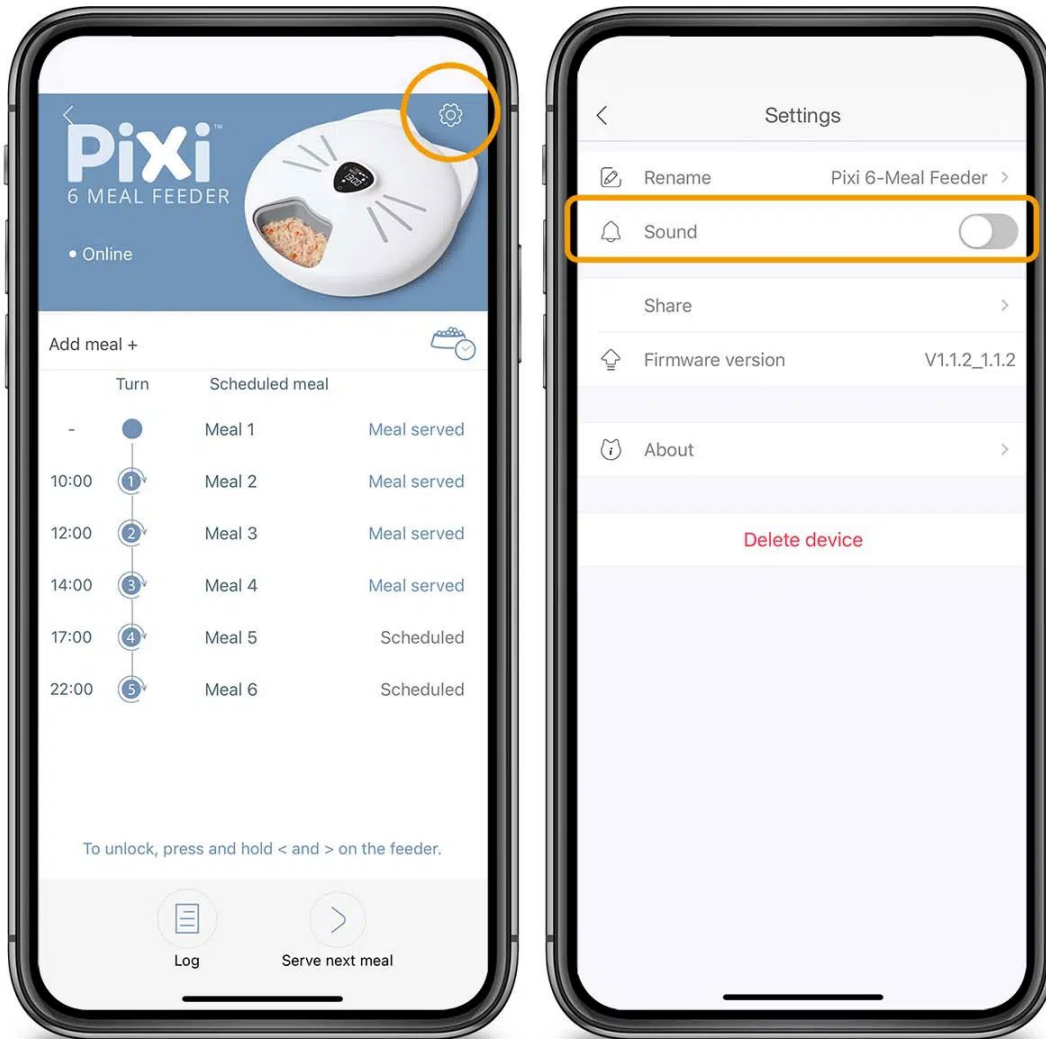 PiXi™
6 MEAL FEEDER
• Online
Add meal +
Turn Scheduled meal
- Meal 1 Meal served
10:00 1 Meal 2 Meal served
12:00 2 Meal 3 Meal served
14:00 3 Meal 4 Meal served
17:00 4 Meal 5 Scheduled
22:00 5 Meal 6 Scheduled
To unlock, press and hold < and > on the feeder.
Log Serve next meal
Settings
Rename Pixi 6-Meal Feeder >
Sound
Share >
Firmware version V1.1.2_1.1.2
About >
Delete device